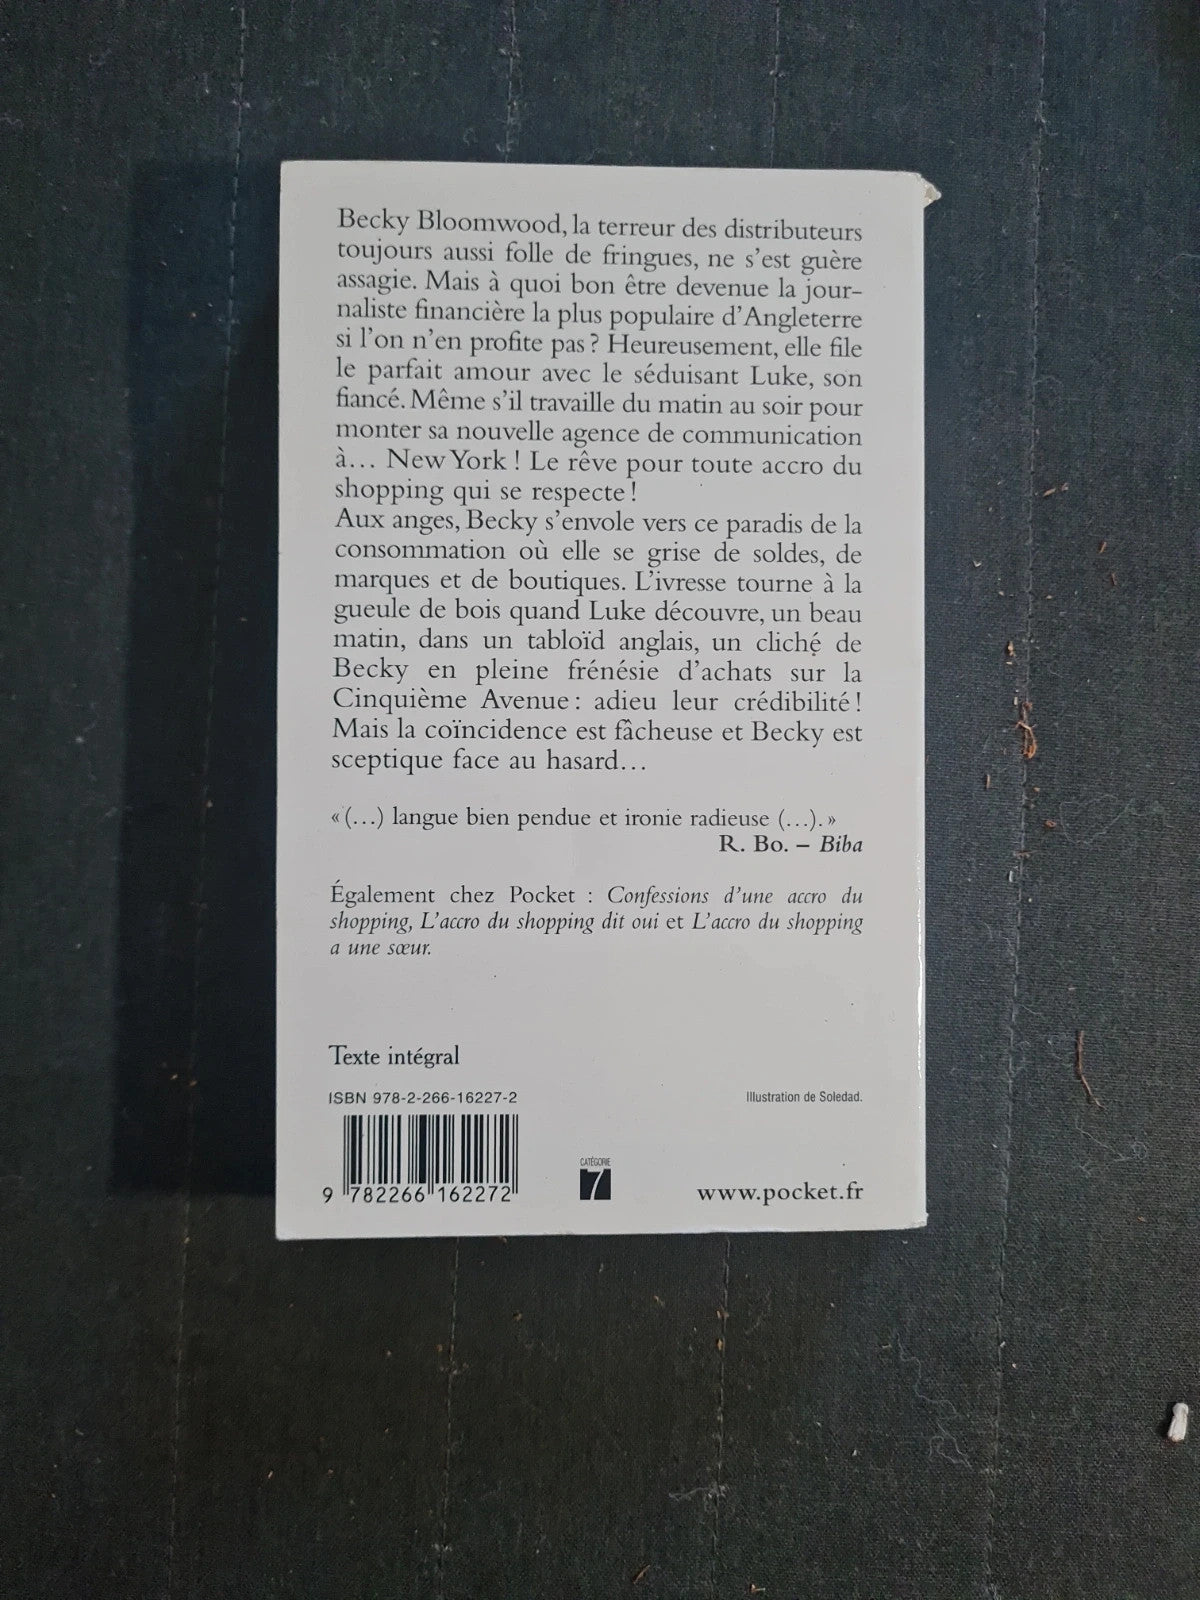 Becky Bloomwood, la terreur des distributeurs
toujours aussi folle de fringues, ne s'est guère
assagie. Mais à quoi bon être devenue la jour-
naliste financière la plus populaire d'Angleterre
si l'on n'en profite pas ? Heureusement, elle file
le parfait amour avec le séduisant Luke, son
fiancé. Même s'il travaille du matin au soir pour
monter sa nouvelle agence de communication
à… New York ! Le rêve pour toute accro du
shopping qui se respecte !
Aux anges, Becky s'envole vers ce paradis de la
consommation où elle se grise de soldes, de
marques et de boutiques. L'ivresse tourne à la
gueule de bois quand Luke découvre, un beau
matin, dans un tabloïd anglais, un cliché de
Becky en pleine frénésie d'achats sur la
Cinquième Avenue : adieu leur crédibilité !
Mais la coïncidence est fâcheuse et Becky est
sceptique face au hasard…
« (…) langue bien pendue et ironie radieuse (…). »
R. Bo. – Biba
Également chez Pocket : Confessions d'une accro du
shopping, L'accro du shopping dit oui et L'accro du shopping
a une sœur.
Texte intégral
ISBN 978-2-266-16227-2
Illustration de Soledad.
CATÉGORIE
7
9 782266 162272
www.pocket.fr